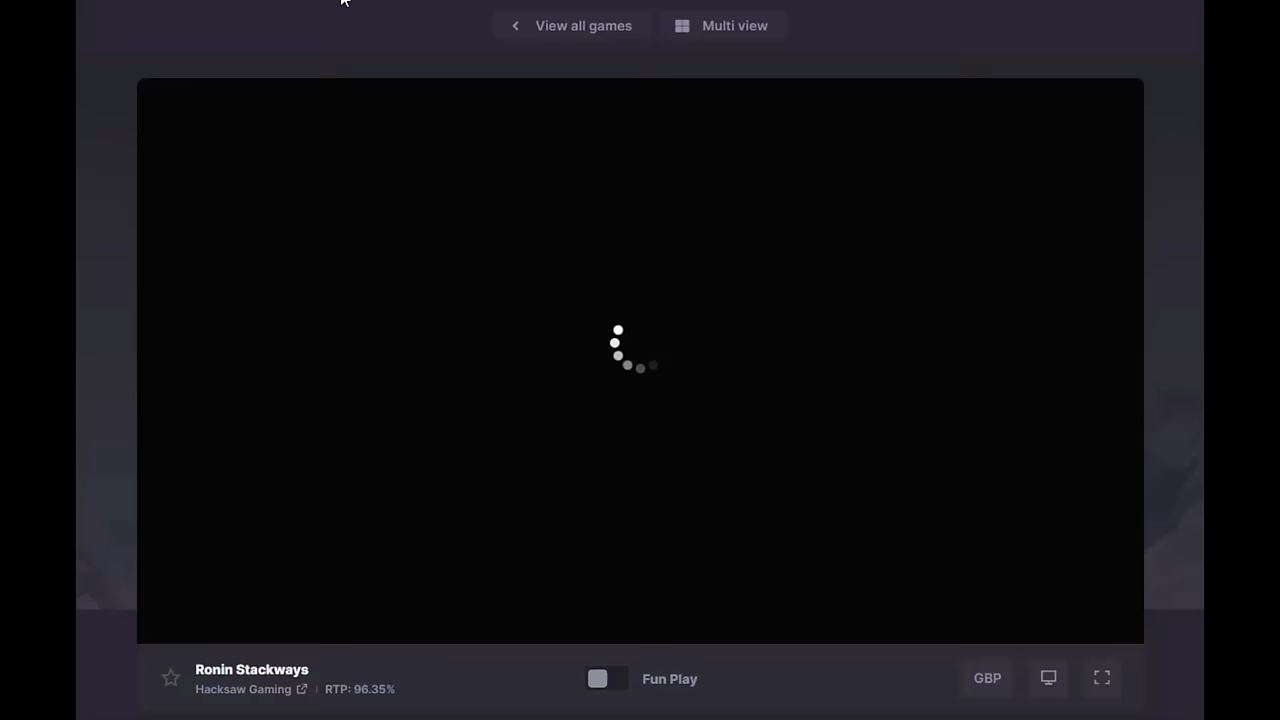 View all games
Multi view
Ronin Stackways
Hacksaw Gaming | RTP: 96.35%
Fun Play
GBP